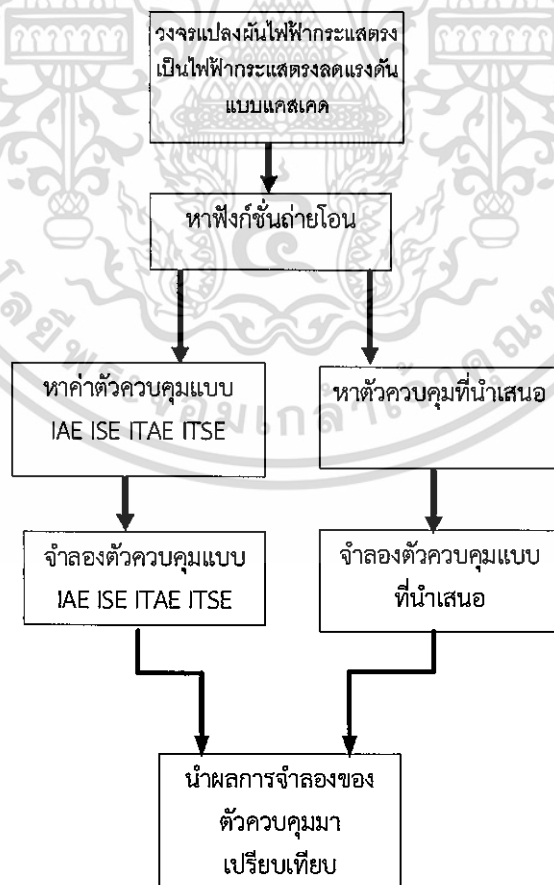 วงจรแปลงผันไฟฟ้ากระแสตรง
เป็นไฟฟ้ากระแสตรงลดแรงดัน
แบบแคสเคด
หาฟังก์ชั่นถ่ายโอน
หาค่าตัวควบคุมแบบ
IAE ISE ITAE ITSE
หาตัวควบคุมที่นำเสนอ
จำลองตัวควบคุมแบบ
IAE ISE ITAE ITSE
จำลองตัวควบคุมแบบ
ที่นำเสนอ
นำผลการจำลองของ
ตัวควบคุมมา
เปรียบเทียบ